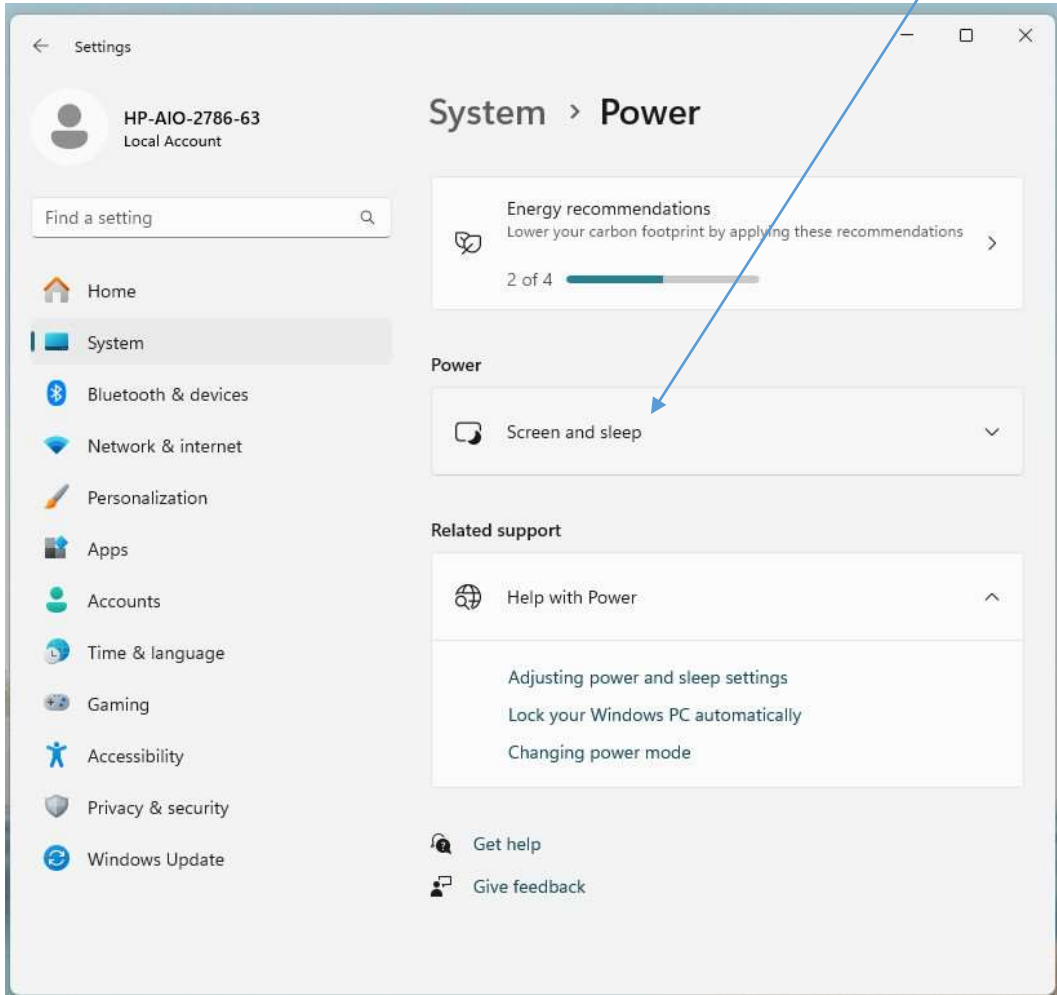 Settings
HP-AIO-2786-63
Local Account
Find a setting
Home
System
Bluetooth & devices
Network & internet
Personalization
Apps
Accounts
Time & language
Gaming
Accessibility
Privacy & security
Windows Update
System > Power
Energy recommendations
Lower your carbon footprint by applying these recommendations
2 of 4
Power
Screen and sleep
Related support
Help with Power
Adjusting power and sleep settings
Lock your Windows PC automatically
Changing power mode
Get help
Give feedback